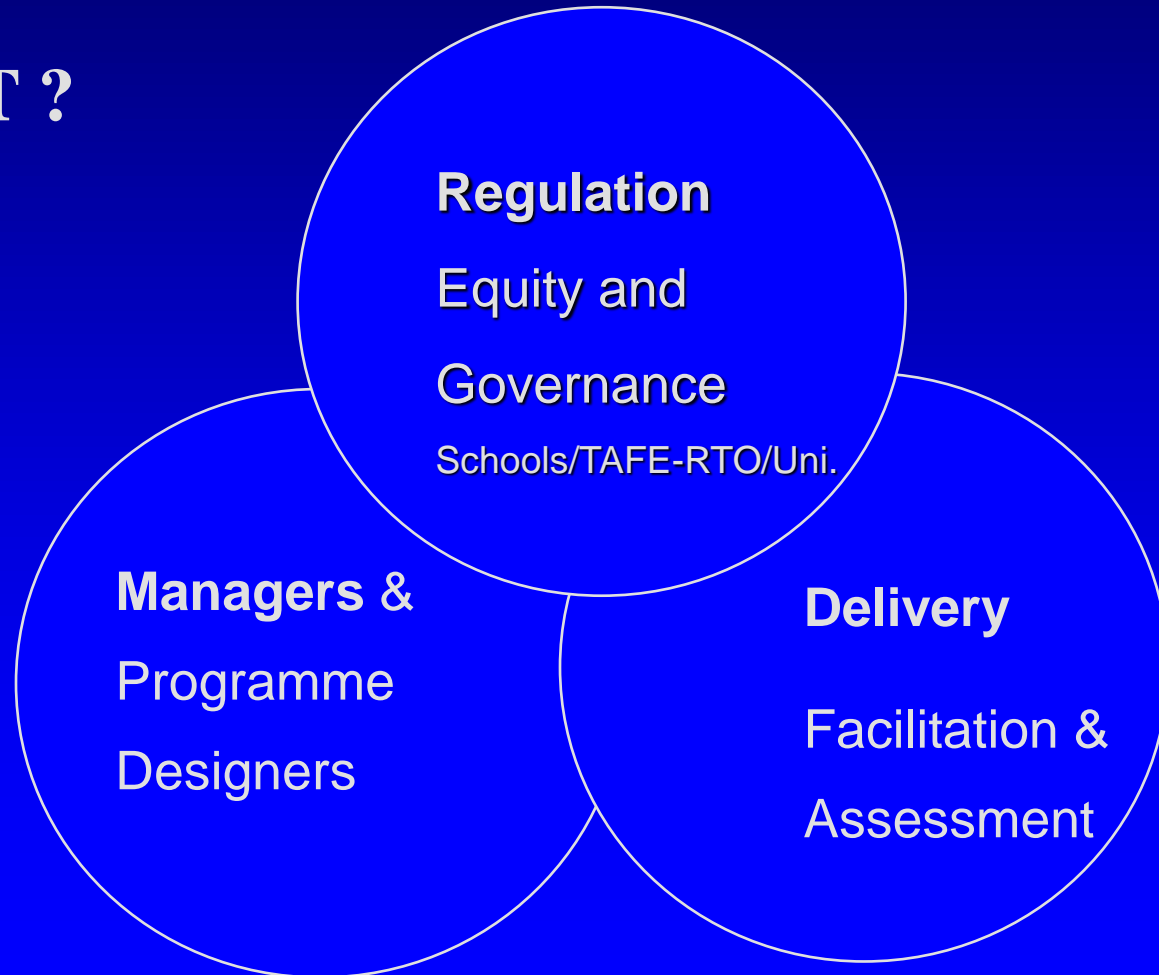 T ?
Regulation
Equity and
Governance
Schools/TAFE-RTO/Uni.
Managers &
Programme
Designers
Delivery
Facilitation &
Assessment